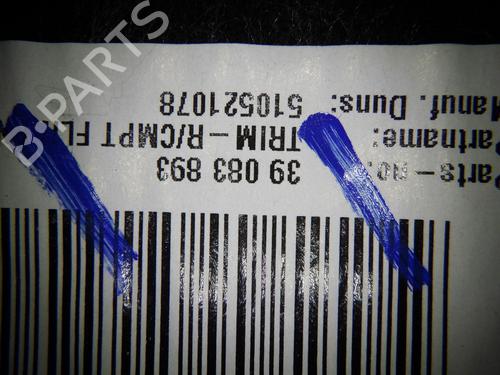 Parts-no.: 39 083 893
Partname: TRIM-R/CMPT FL
Manuf. Duns: 510521078
B-PARTS